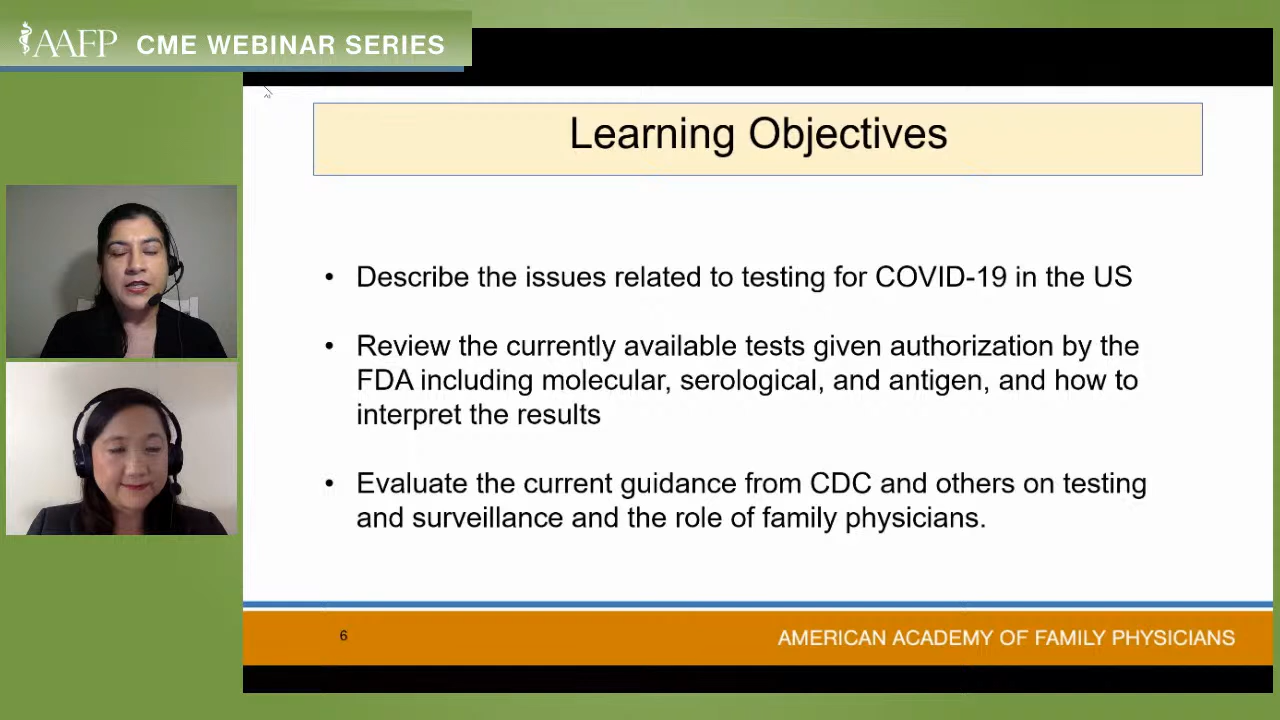 AAFP CME WEBINAR SERIES
Learning Objectives
• Describe the issues related to testing for COVID-19 in the US
• Review the currently available tests given authorization by the
FDA including molecular, serological, and antigen, and how to
interpret the results
• Evaluate the current guidance from CDC and others on testing
and surveillance and the role of family physicians.
6
AMERICAN ACADEMY OF FAMILY PHYSICIANS